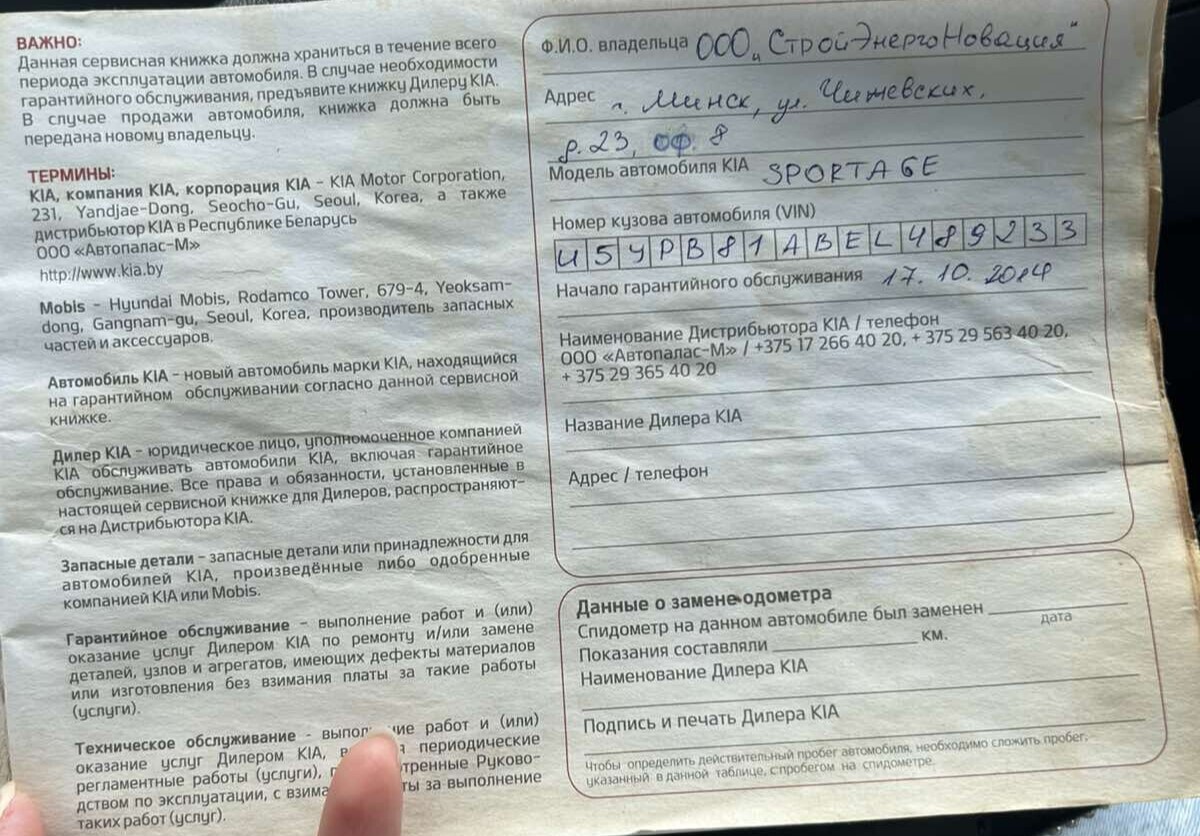 ВАЖНО:
Данная сервисная книжка должна храниться в течение всего
периода эксплуатации автомобиля. В случае необходимости
гарантийного обслуживания, предъявите книжку Дилеру KIA.
В случае продажи автомобиля, книжка должна быть
передана новому владельцу.
ТЕРМИНЫ:
KIA, компания KIA, корпорация KIA – KIA Motor Corporation,
231, Yandjae-Dong, Seocho-Gu, Seoul, Korea, а также
дистрибьютор KIA в Республике Беларусь
ООО «Автопалас-М»
http://www.kia.by
Mobis – Hyundai Mobis, Rodamco Tower, 679-4, Yeoksam-
dong, Gangnam-gu, Seoul, Korea, производитель запасных
частей и аксессуаров.
Автомобиль KIA – новый автомобиль марки KIA, находящийся
на гарантийном обслуживании согласно данной сервисной
книжке.
Дилер KIA – юридическое лицо, уполномоченное компанией
KIA обслуживать автомобили KIA, включая гарантийное
обслуживание. Все права и обязанности, установленные в
настоящей сервисной книжке для Дилеров, распространяют-
ся на Дистрибьютора KIA.
Запасные детали – запасные детали или принадлежности для
автомобилей KIA, произведённые либо одобренные
компанией KIA или Mobis.
Гарантийное обслуживание – выполнение работ и (или)
оказание услуг Дилером KIA по ремонту и/или замене
деталей, узлов и агрегатов, имеющих дефекты материалов
или изготовления без взимания платы за такие работы
(услуги).
Техническое обслуживание - работ и (или)
оказание услуг Дилером KIA, периодические
регламентные работы (услуги), Руково-
дством по эксплуатации, с за выполнение
таких работ (услуг).
Ф.И.О. владельца ООО „СтройЭнергоНовация"
Адрес г. Минск, ул. Чижевских,
д. 23, оф. 8
Модель автомобиля KIA SPORTAGE
Номер кузова автомобиля (VIN)
U5YPB81ABEL489233
Начало гарантийного обслуживания 17. 10. 2014
Наименование Дистрибьютора KIA / телефон
ООО «Автопалас-М» / +375 17 266 40 20, + 375 29 563 40 20,
+ 375 29 365 40 20
Название Дилера KIA
Адрес / телефон
Данные о замене одометра
Спидометр на данном автомобиле был заменен
дата
Показания составляли км.
Наименование Дилера KIA
Подпись и печать Дилера KIA
Чтобы определить действительный пробег автомобиля, необходимо сложить пробег,
указанный в данной таблице, с пробегом на спидометре.